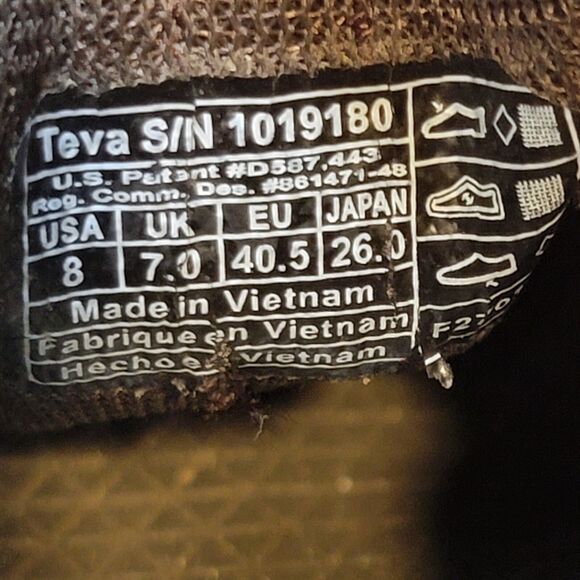 Teva S/N 1019180
U.S. Patent #D587,443
Reg. Comm. Des. #861471-48
USA UK EU JAPAN
8 7.0 40.5 26.0
Made in Vietnam
Fabrique en Vietnam
Hecho Vietnam